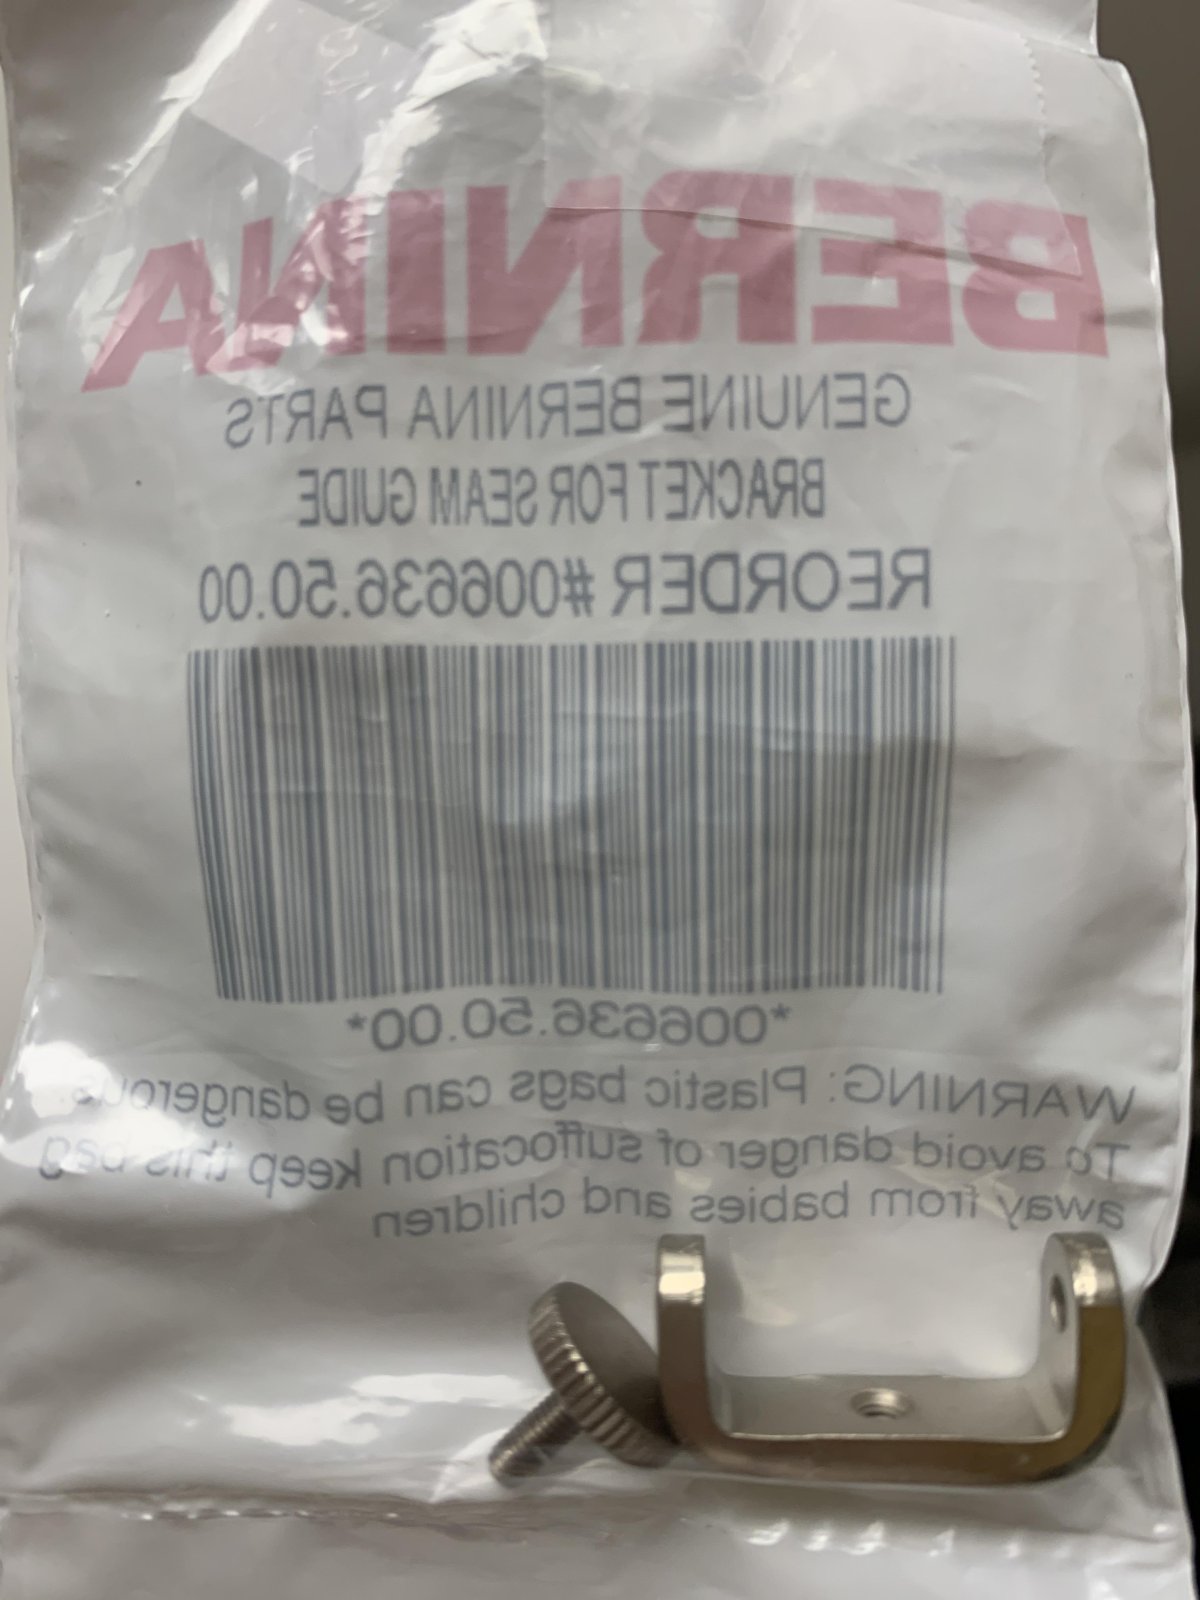 BERNINA
GENUINE BERNINA PARTS
BRACKET FOR SEAM GUIDE
REORDER #006636.50.00
*006636.50.00*
WARNING: Plastic bags can be dangerous.
To avoid danger of suffocation keep this bag
away from babies and children